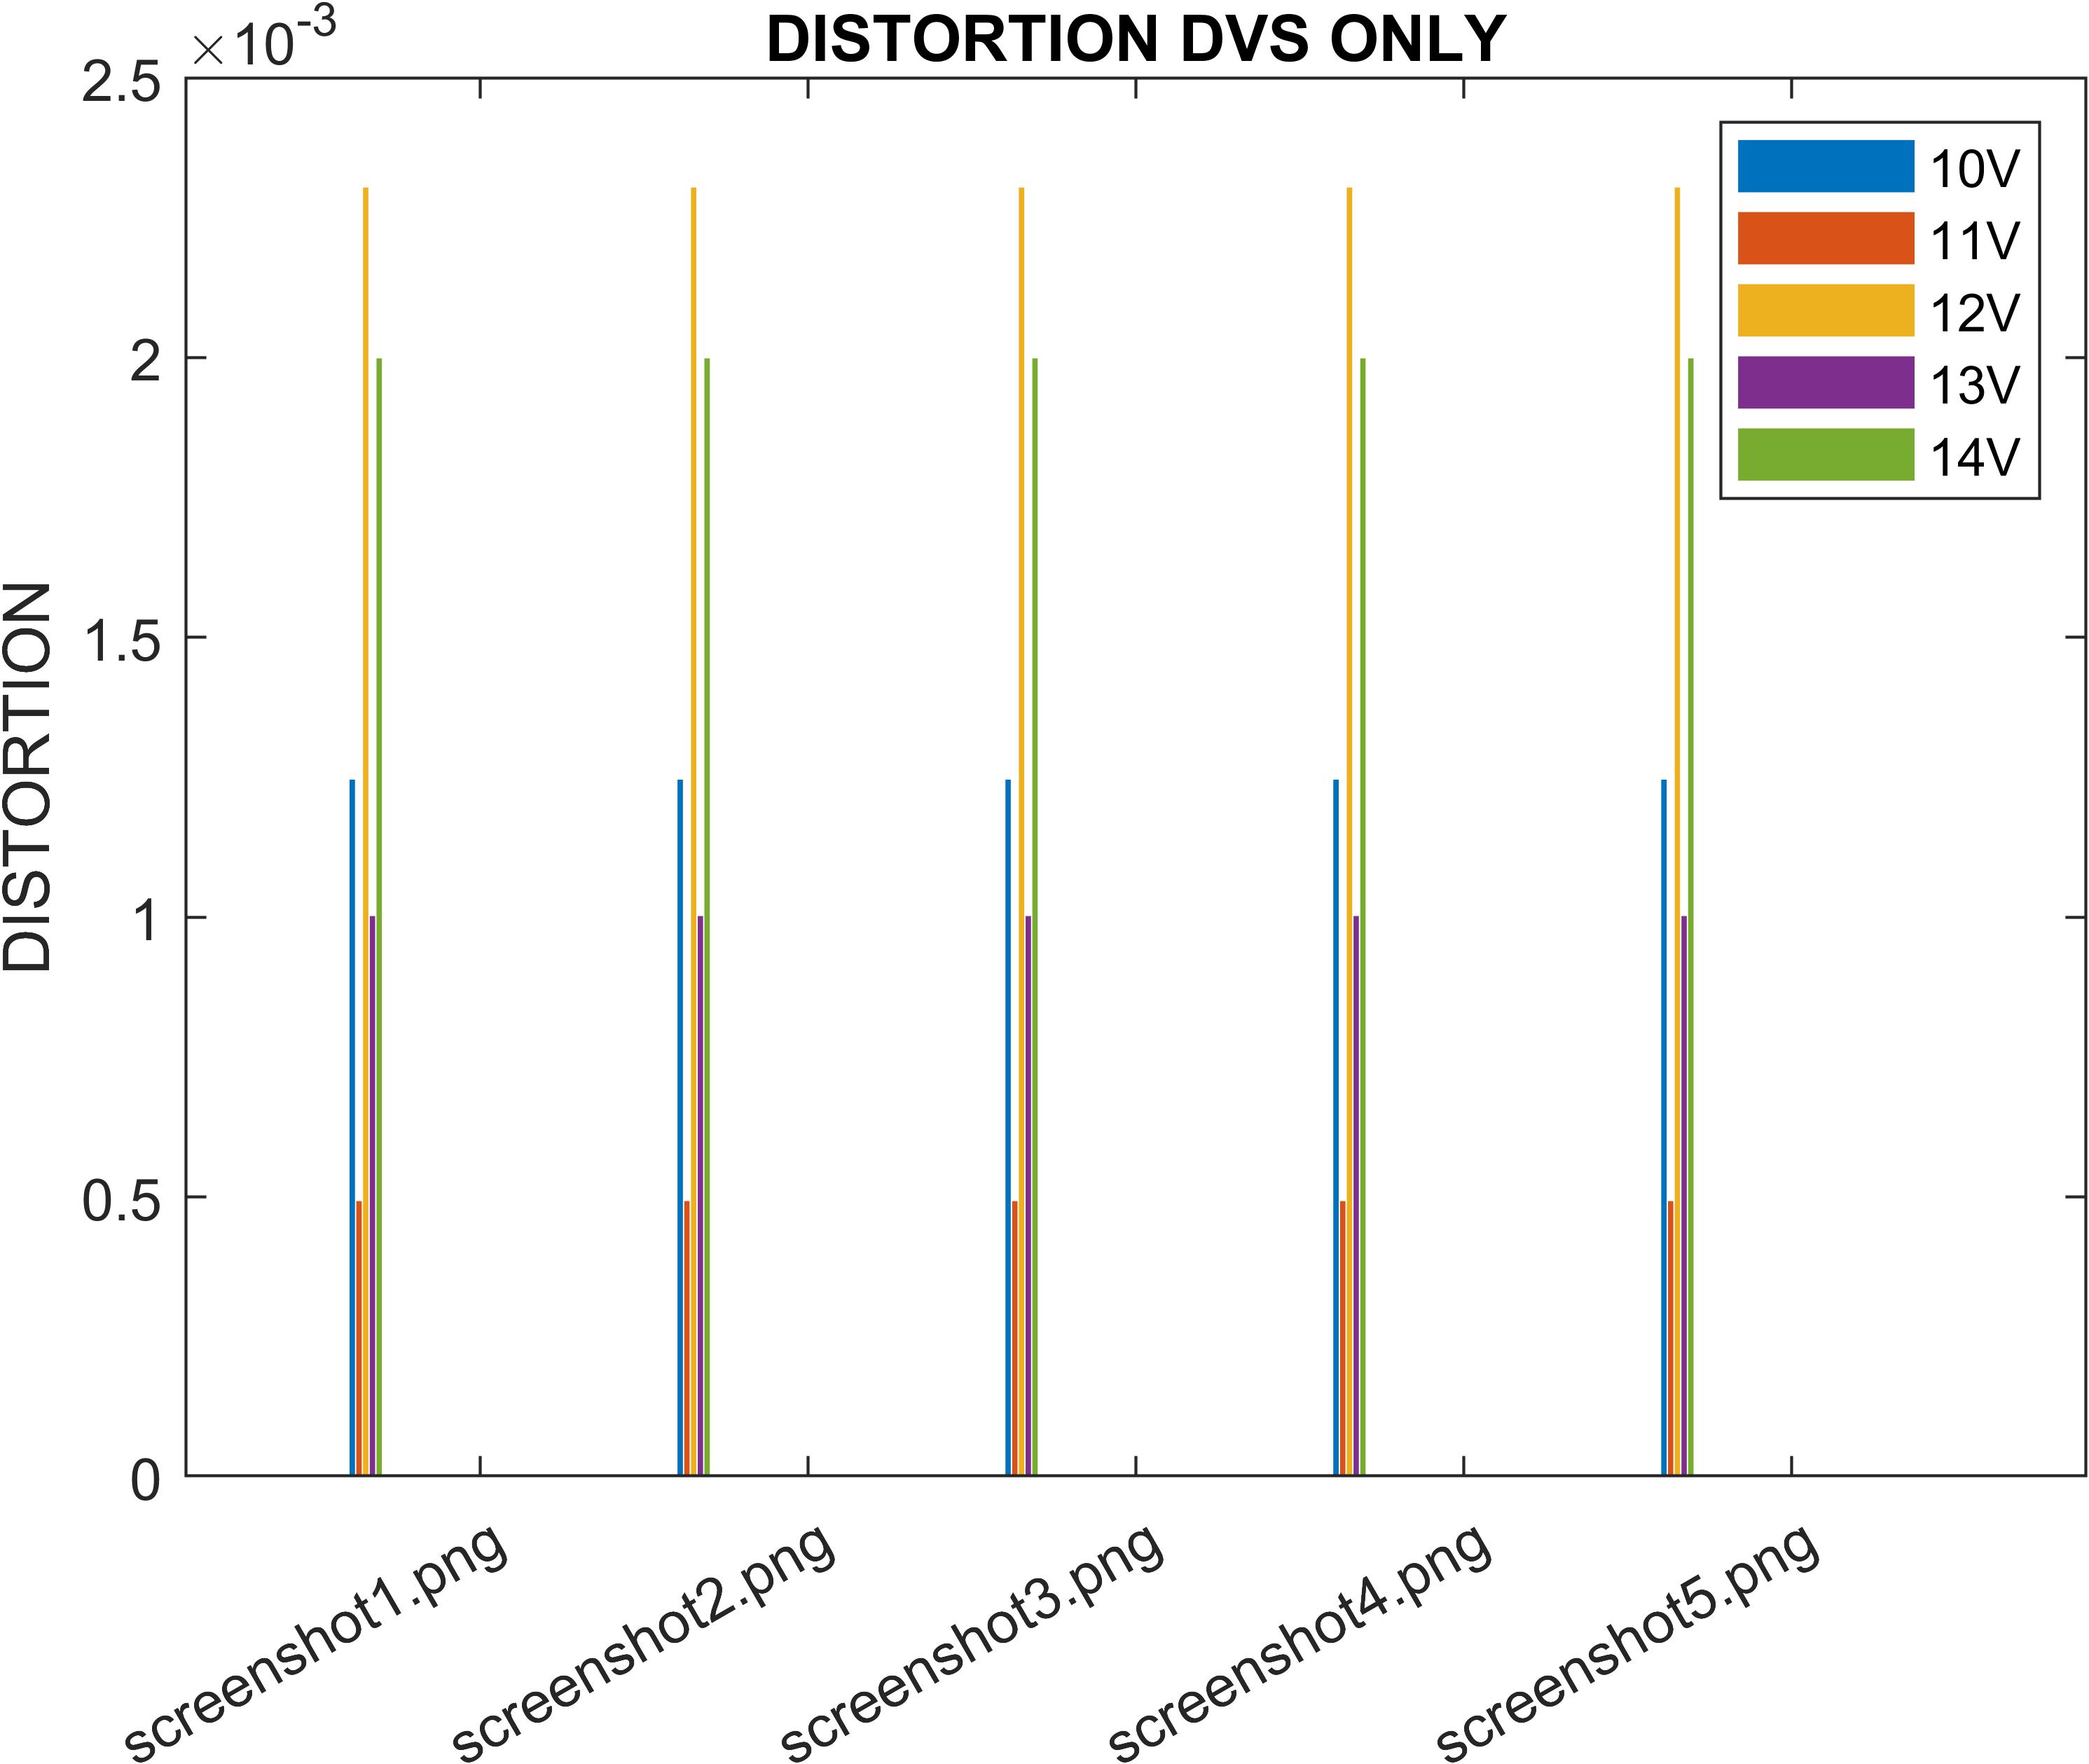 DISTORTION DVS ONLY
×10-3
2.5
2
1.5
1
0.5
0
DISTORTION
10V
11V
12V
13V
14V
screenshot1.png
screenshot2.png
screenshot3.png
screenshot4.png
screenshot5.png